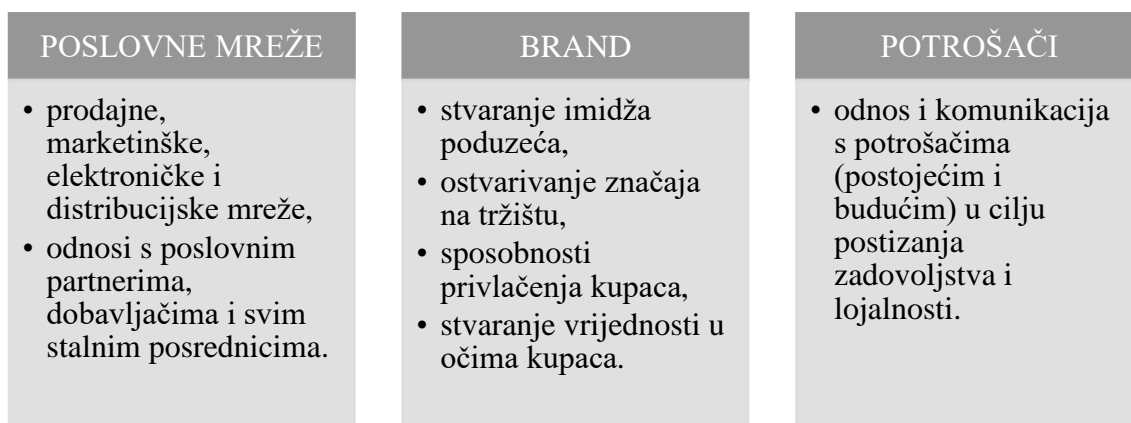 POSLOVNE MREŽE
• prodajne,
marketinške,
elektroničke i
distribucijske mreže,
• odnosi s poslovnim
partnerima,
dobavljačima i svim
stalnim posrednicima.
BRAND
• stvaranje imidža
poduzeća,
• ostvarivanje značaja
na tržištu,
• sposobnosti
privlačenja kupaca,
• stvaranje vrijednosti u
očima kupaca.
POTROŠAČI
• odnos i komunikacija
s potrošačima
(postojećim i
budućim) u cilju
postizanja
zadovoljstva i
lojalnosti.